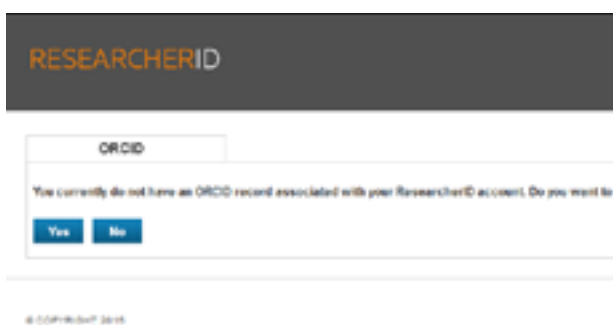 RESEARCHERID
ORCID
You currently do not have an ORCID record associated with your ResearcherID account. Do you want to
Yes No
© COPYRIGHT 2015